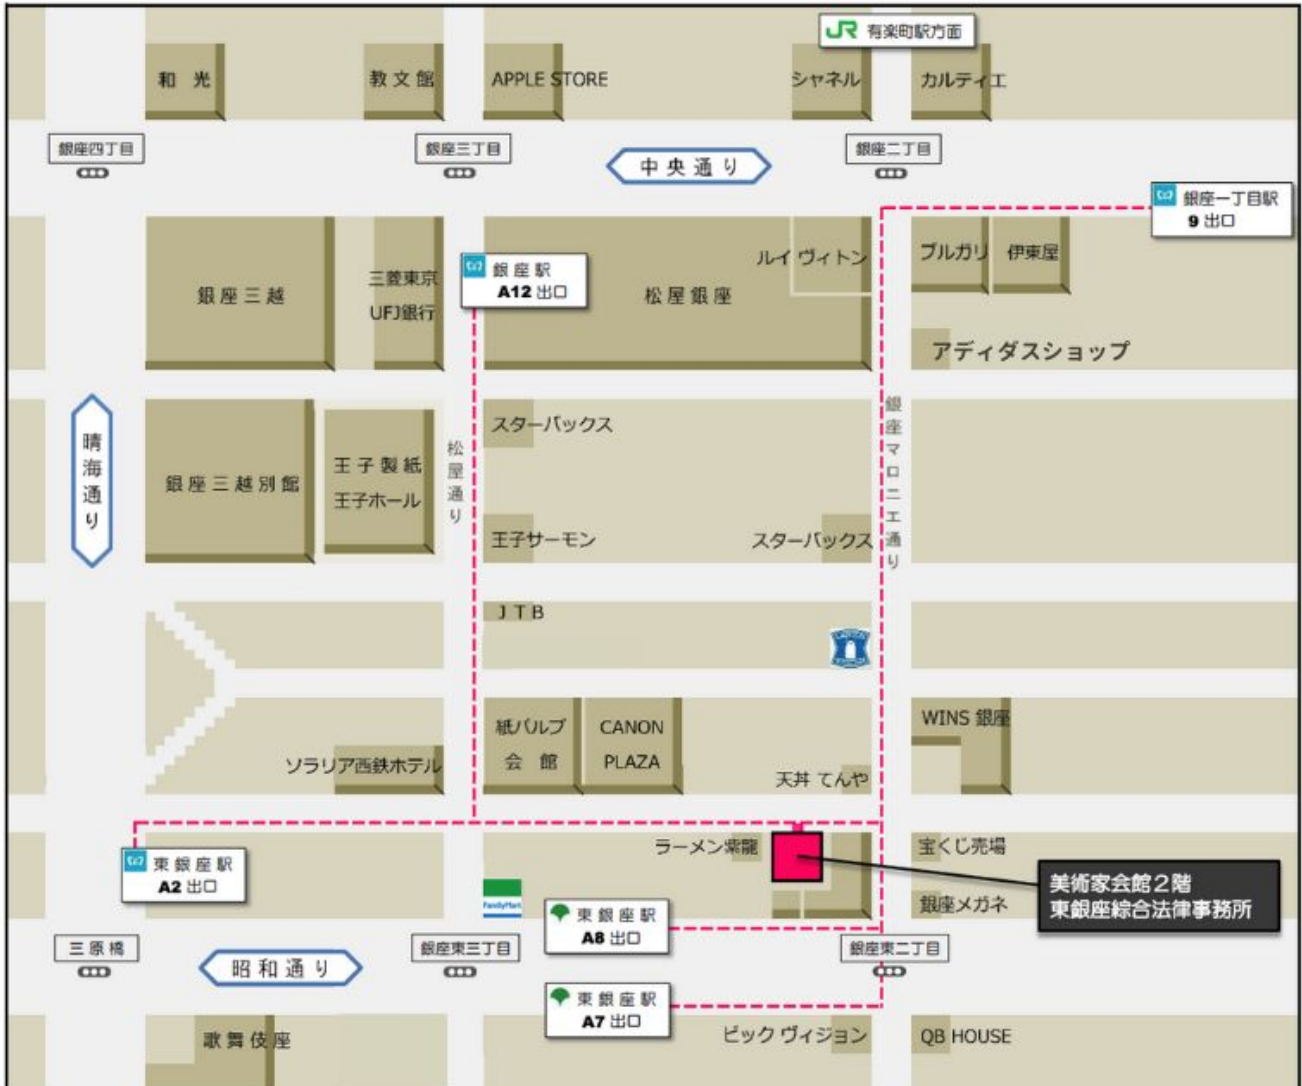 JR 有楽町駅方面
和光
教文館
APPLE STORE
シャネル
カルティエ
銀座四丁目
銀座三丁目
中央通り
銀座二丁目
銀座一丁目駅
9 出口
銀座三越
三菱東京
UFJ銀行
銀座駅
A12 出口
松屋銀座
ルイ ヴィトン
ブルガリ
伊東屋
アディダスショップ
晴海通り
銀座三越別館
王子製紙
王子ホール
松屋通り
スターバックス
王子サーモン
スターバックス
銀座マロニエ通り
JTB
ソラリア西鉄ホテル
紙パルプ
会館
CANON
PLAZA
天丼 てんや
WINS 銀座
東銀座駅
A2 出口
ラーメン紫龍
宝くじ売場
銀座メガネ
美術家会館2階
東銀座綜合法律事務所
FamilyMart
東銀座駅
A8 出口
三原橋
昭和通り
銀座東三丁目
銀座東二丁目
東銀座駅
A7 出口
歌舞伎座
ビック ヴィジョン
QB HOUSE